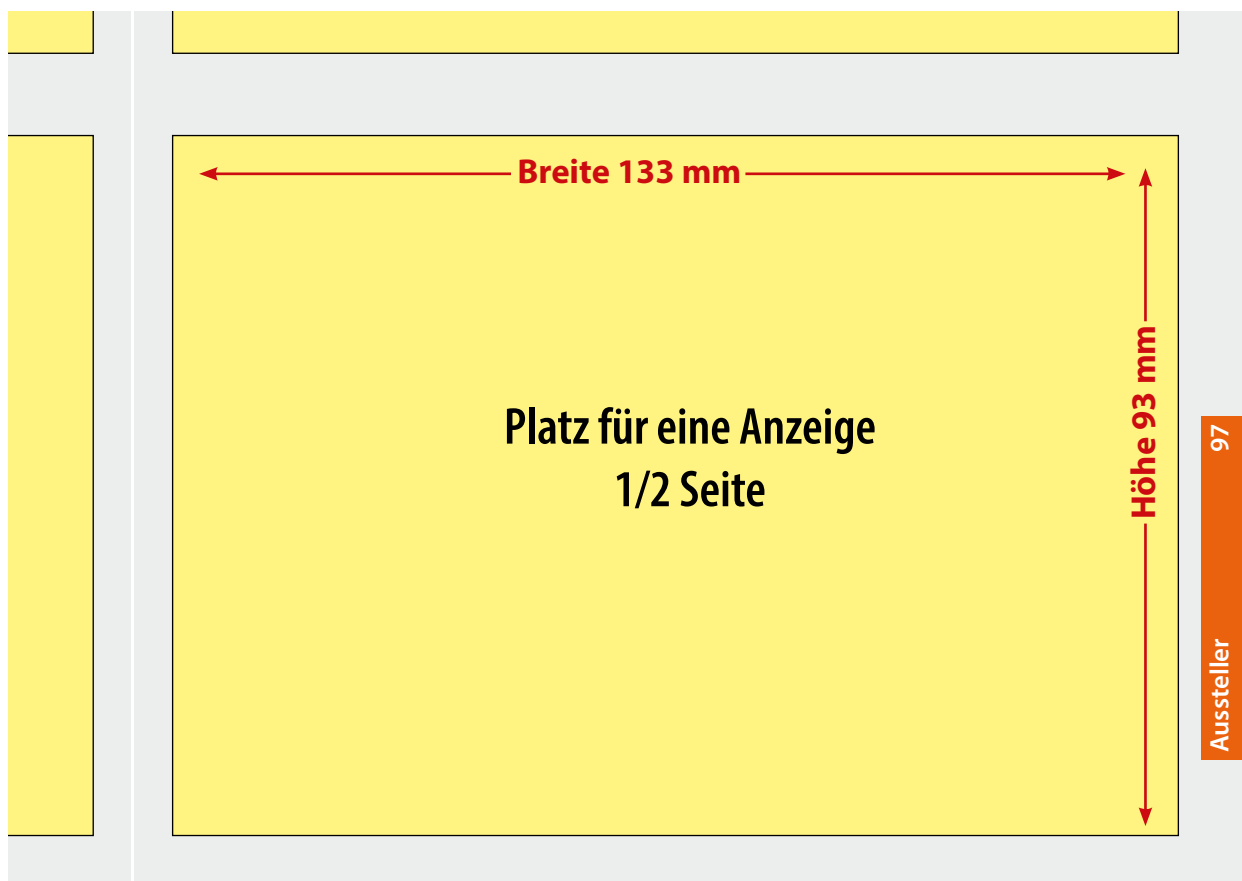 Breite 133 mm
Höhe 93 mm
Platz für eine Anzeige
1/2 Seite
97
Aussteller